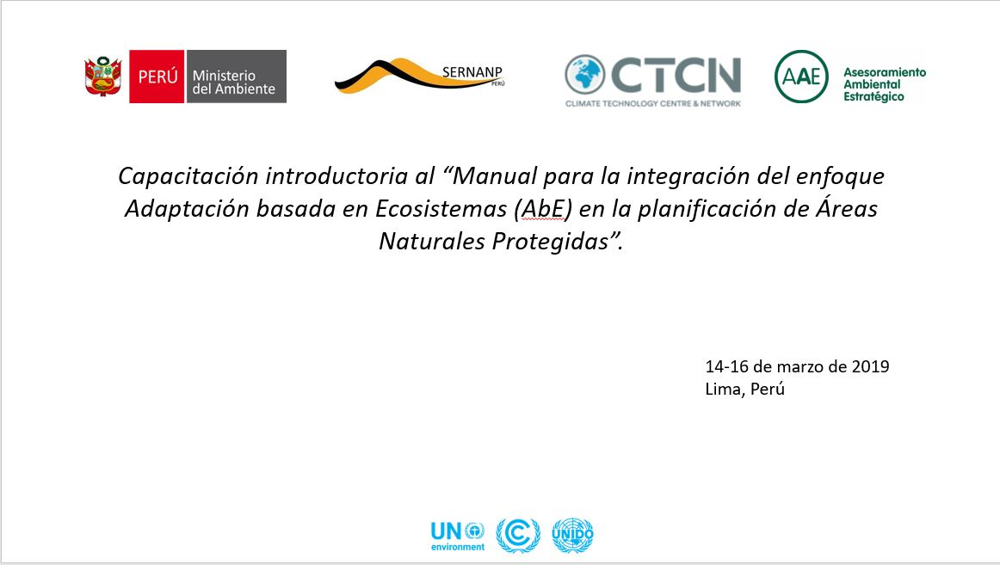 PERÚ
Ministerio
del Ambiente
SERNANP
PERÚ
CTCN
CLIMATE TECHNOLOGY CENTRE & NETWORK
AAE
Asesoramiento
Ambiental
Estratégico
Capacitación introductoria al “Manual para la integración del enfoque
Adaptación basada en Ecosistemas (AbE) en la planificación de Áreas
Naturales Protegidas”.
14-16 de marzo de 2019
Lima, Perú
UN
environment
UNIDO